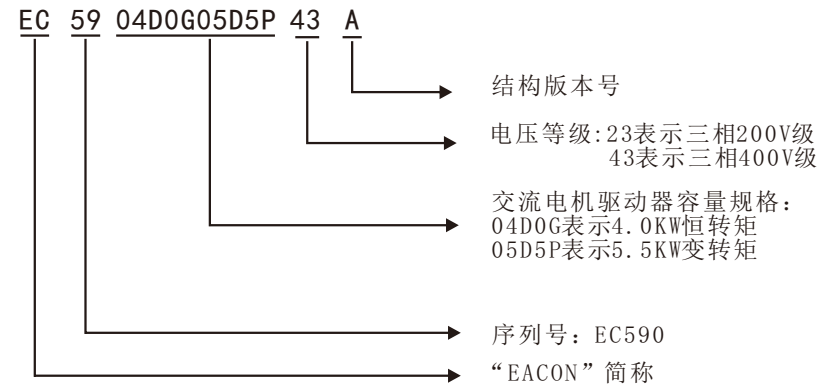 EC 59 04D0G05D5P 43 A
结构版本号
电压等级:23表示三相200V级
43表示三相400V级
交流电机驱动器容量规格:
04D0G表示4.0KW恒转矩
05D5P表示5.5KW变转矩
序列号: EC590
“EACON”简称